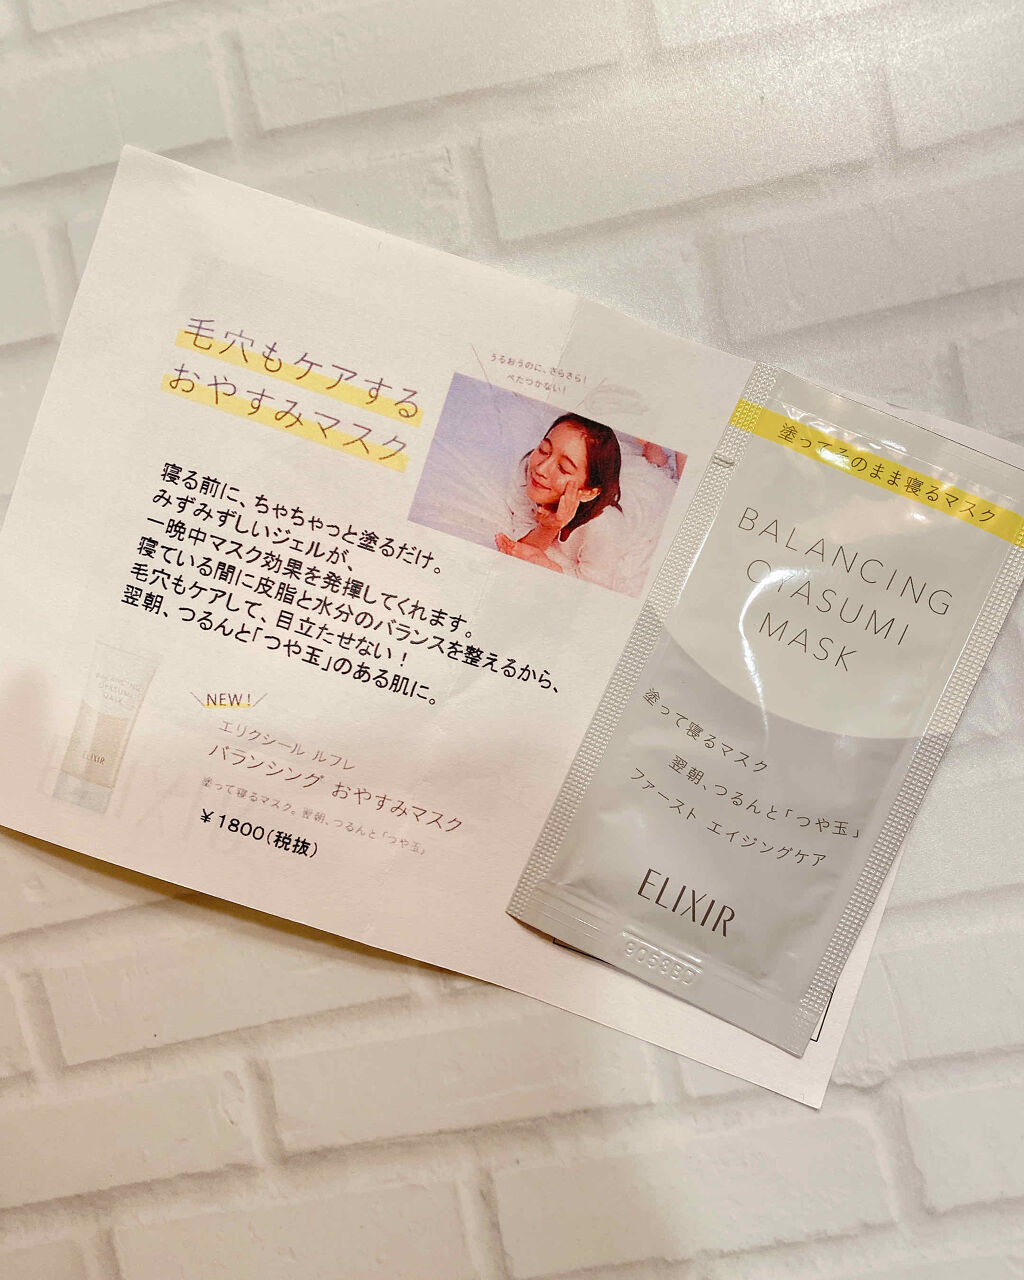 毛穴もケアする
おやすみマスク
うるおうのに、さらさら!
べたつかない!
寝る前に、ちゃちゃっと塗るだけ。
みずみずしいジェルが、
一晩中マスク効果を発揮してくれます。
寝ている間に皮脂と水分のバランスを整えるから、
毛穴もケアして、目立たせない!
翌朝、つるんと「つや玉」のある肌に。
BALANCING
OYASUMI
MASK
ELIXIR
NEW!
エリクシール ルフレ
バランシング おやすみマスク
塗って寝るマスク。翌朝、つるんと「つや玉」
¥1800(税抜)
塗ってそのまま寝るマスク
BALANCING
OYASUMI
MASK
塗って寝るマスク
翌朝、つるんと「つや玉」
ファースト エイジングケア
ELIXIR